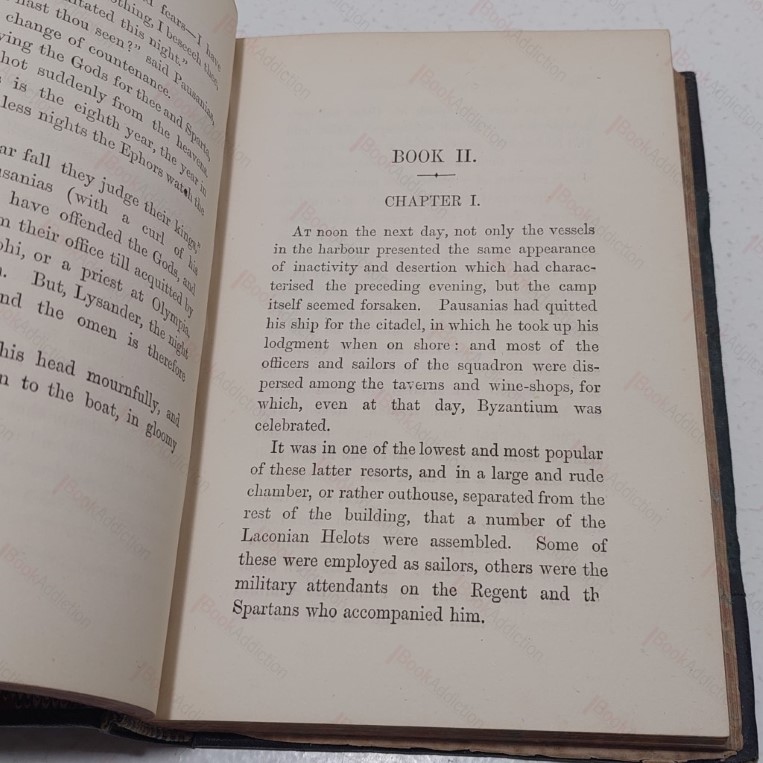 fears—I have
nothing, I beseech thee,
this night."
hast thou seen?" said Pausanias,
change of countenance.
the Gods for thee and Sparta,
shot suddenly from the heavens.
is the eighth year, the year in
less nights the Ephors watch the
fall they judge their kings,"
(with a curl of his
have offended the Gods, and
their office till acquitted by
or a priest at Olympia.
But, Lysander, the night
the omen is therefore
his head mournfully, and
to the boat, in gloomy
BOOK II.
CHAPTER I.
At noon the next day, not only the vessels
in the harbour presented the same appearance
of inactivity and desertion which had charac-
terised the preceding evening, but the camp
itself seemed forsaken. Pausanias had quitted
his ship for the citadel, in which he took up his
lodgment when on shore: and most of the
officers and sailors of the squadron were dis-
persed among the taverns and wine-shops, for
which, even at that day, Byzantium was
celebrated.
It was in one of the lowest and most popular
of these latter resorts, and in a large and rude
chamber, or rather outhouse, separated from the
rest of the building, that a number of the
Laconian Helots were assembled. Some of
these were employed as sailors, others were the
military attendants on the Regent and th
Spartans who accompanied him.
BookAddiction